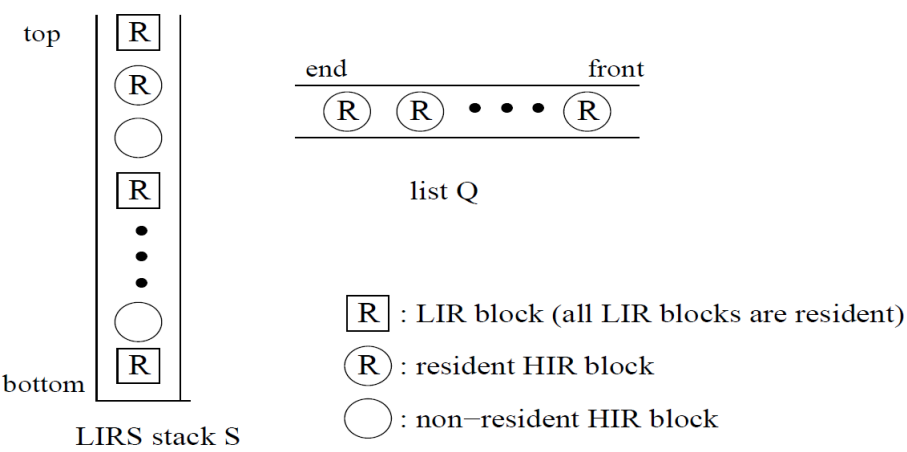 top
R
R
R
R
bottom
LIRS stack S
end front
R R R
list Q
R : LIR block (all LIR blocks are resident)
R : resident HIR block
: non−resident HIR block